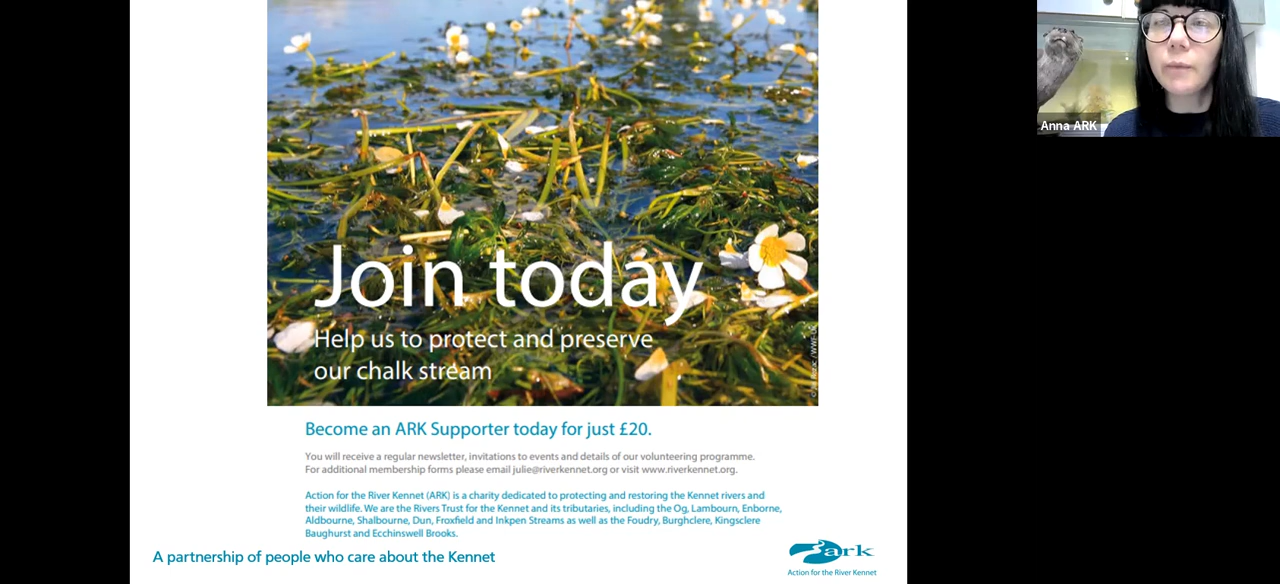 Join today
Help us to protect and preserve
our chalk stream
Become an ARK Supporter today for just £20.
You will receive a regular newsletter, invitations to events and details of our volunteering programme.
For additional membership forms please email julie@riverkennet.org or visit www.riverkennet.org.
Action for the River Kennet (ARK) is a charity dedicated to protecting and restoring the Kennet rivers and
their wildlife. We are the Rivers Trust for the Kennet and its tributaries, including the Og, Lambourn, Enborne,
Aldbourne, Shalbourne, Dun, Froxfield and Inkpen Streams as well as the Foudry, Burghclere, Kingsclere
Baughurst and Ecchinswell Brooks.
A partnership of people who care about the Kennet
ark
Action for the River Kennet
Anna ARK